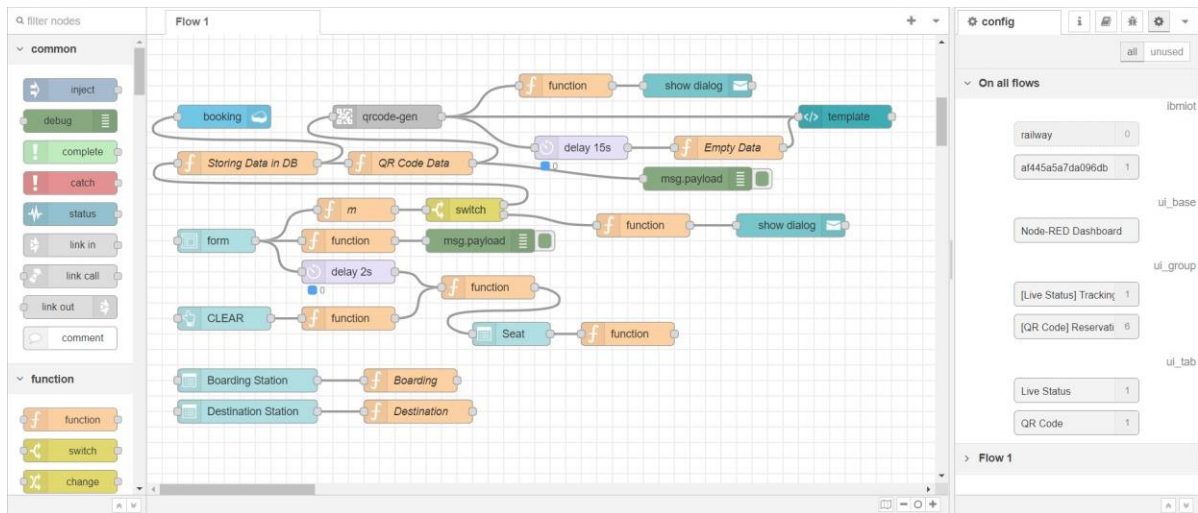 filter nodes
common
inject
debug
complete
catch
status
link in
link call
link out
comment
function
function
switch
change
Flow 1
function
show dialog
booking
qrcode-gen
template
delay 15s
Empty Data
0
Storing Data in DB
QR Code Data
msg.payload
m
switch
function
show dialog
form
function
msg.payload
delay 2s
0
function
CLEAR
function
Seat
function
Boarding Station
Boarding
Destination Station
Destination
config
i
all unused
On all flows
ibmiot
railway 0
af445a5a7da096db 1
ui_base
Node-RED Dashboard
ui_group
[Live Status] Tracking 1
[QR Code] Reservati 6
ui_tab
Live Status 1
QR Code 1
Flow 1